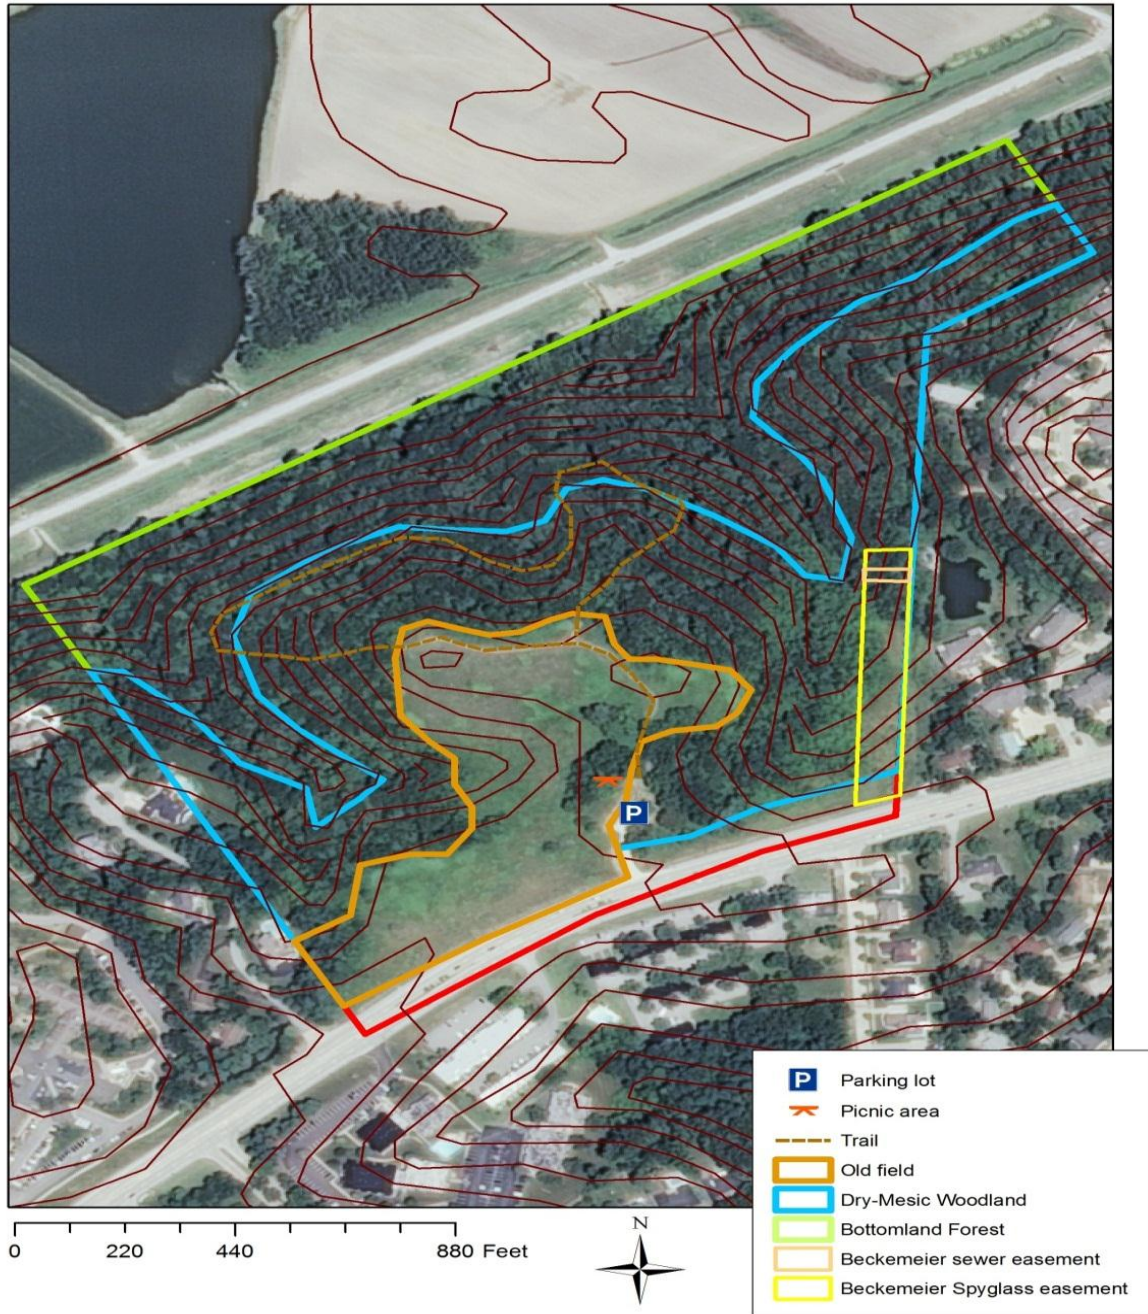 P
0 220 440 880 Feet
N
P Parking lot
Picnic area
Trail
Old field
Dry-Mesic Woodland
Bottomland Forest
Beckemeier sewer easement
Beckemeier Spyglass easement